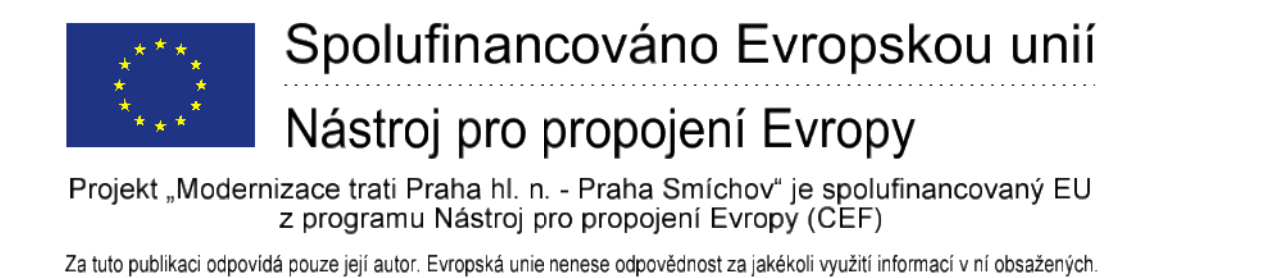 Spolufinancováno Evropskou unií
Nástroj pro propojení Evropy
Projekt „Modernizace trati Praha hl. n. - Praha Smíchov“ je spolufinancovaný EU
z programu Nástroj pro propojení Evropy (CEF)
Za tuto publikaci odpovídá pouze její autor. Evropská unie nenese odpovědnost za jakékoli využití informací v ní obsažených.